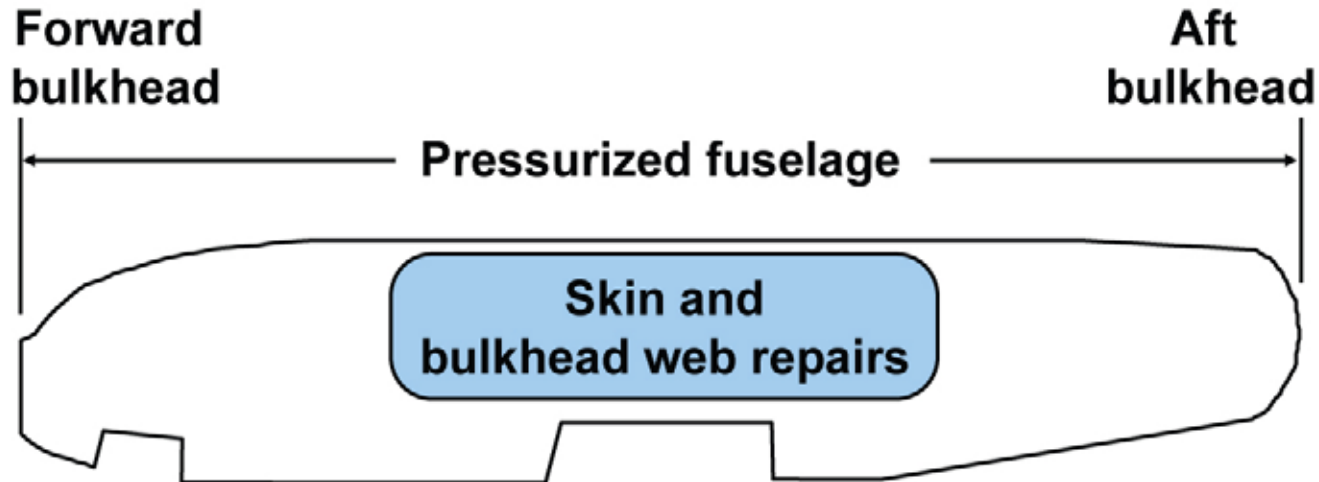 Forward
bulkhead
Aft
bulkhead
Pressurized fuselage
Skin and
bulkhead web repairs